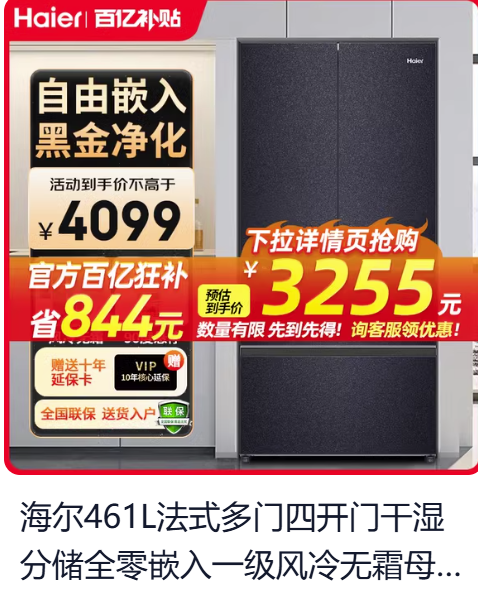 Haier 百亿补贴
Haier
自由嵌入
黑金净化
活动到手价不高于
¥4099
下拉详情页抢购
官方百亿狂补
省844元
预估
到手价
¥3255元
数量有限 先到先得! 询客服领优惠!
赠送十年
延保卡
VIP
10年核心延保
赠
全国联保 送货入户
联保
海尔461L法式多门四开门干湿
分储全零嵌入一级风冷无霜母...